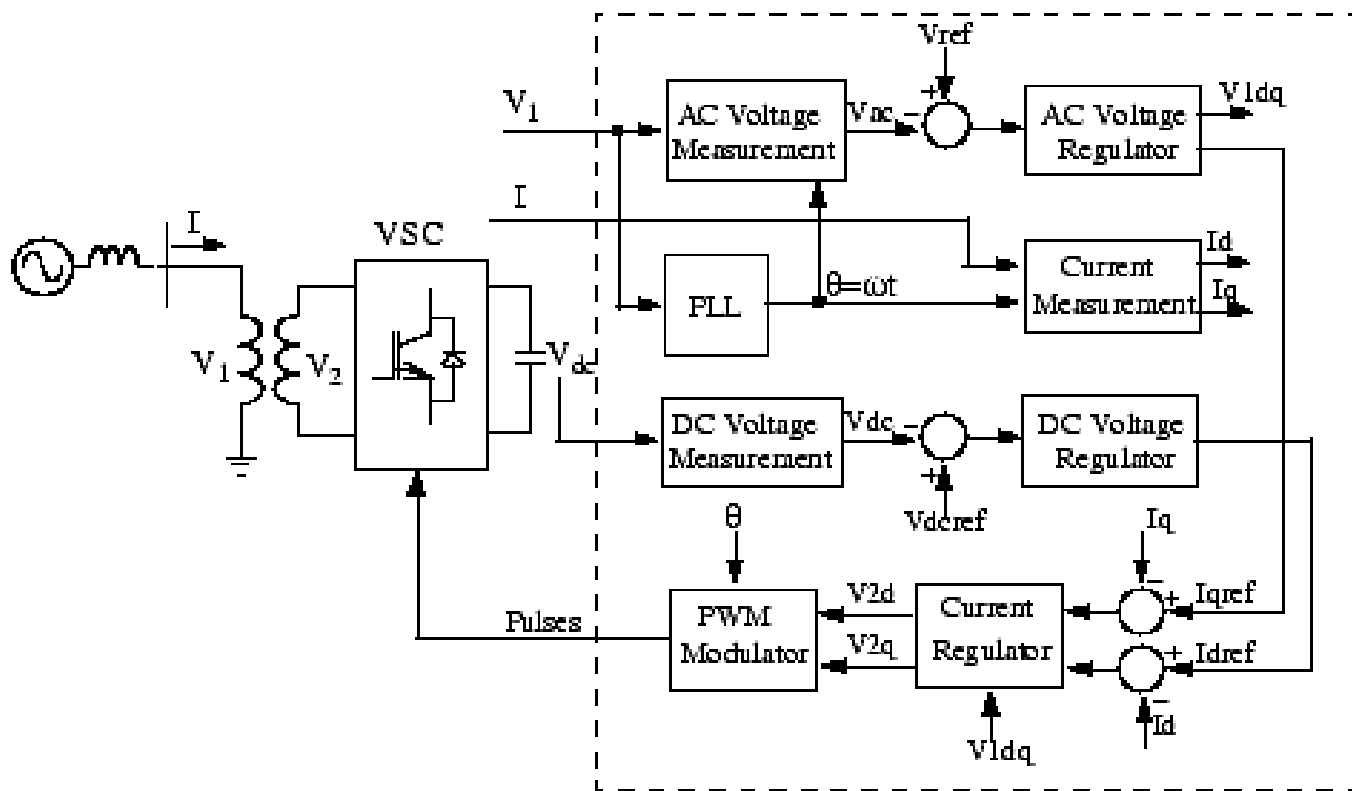 Vref
V1
AC Voltage
Measurement
Vac
+
-
AC Voltage
Regulator
V1dq
I
I
VSC
PLL
θ=ωt
Current
Measurement
Id
Iq
V1
V2
Vdc
DC Voltage
Measurement
Vdc
-
+
DC Voltage
Regulator
Vdcref
θ
Iq
-
+
Iqref
Pulses
PWM
Modulator
V2d
V2q
Current
Regulator
+
Idref
-
Id
V1dq